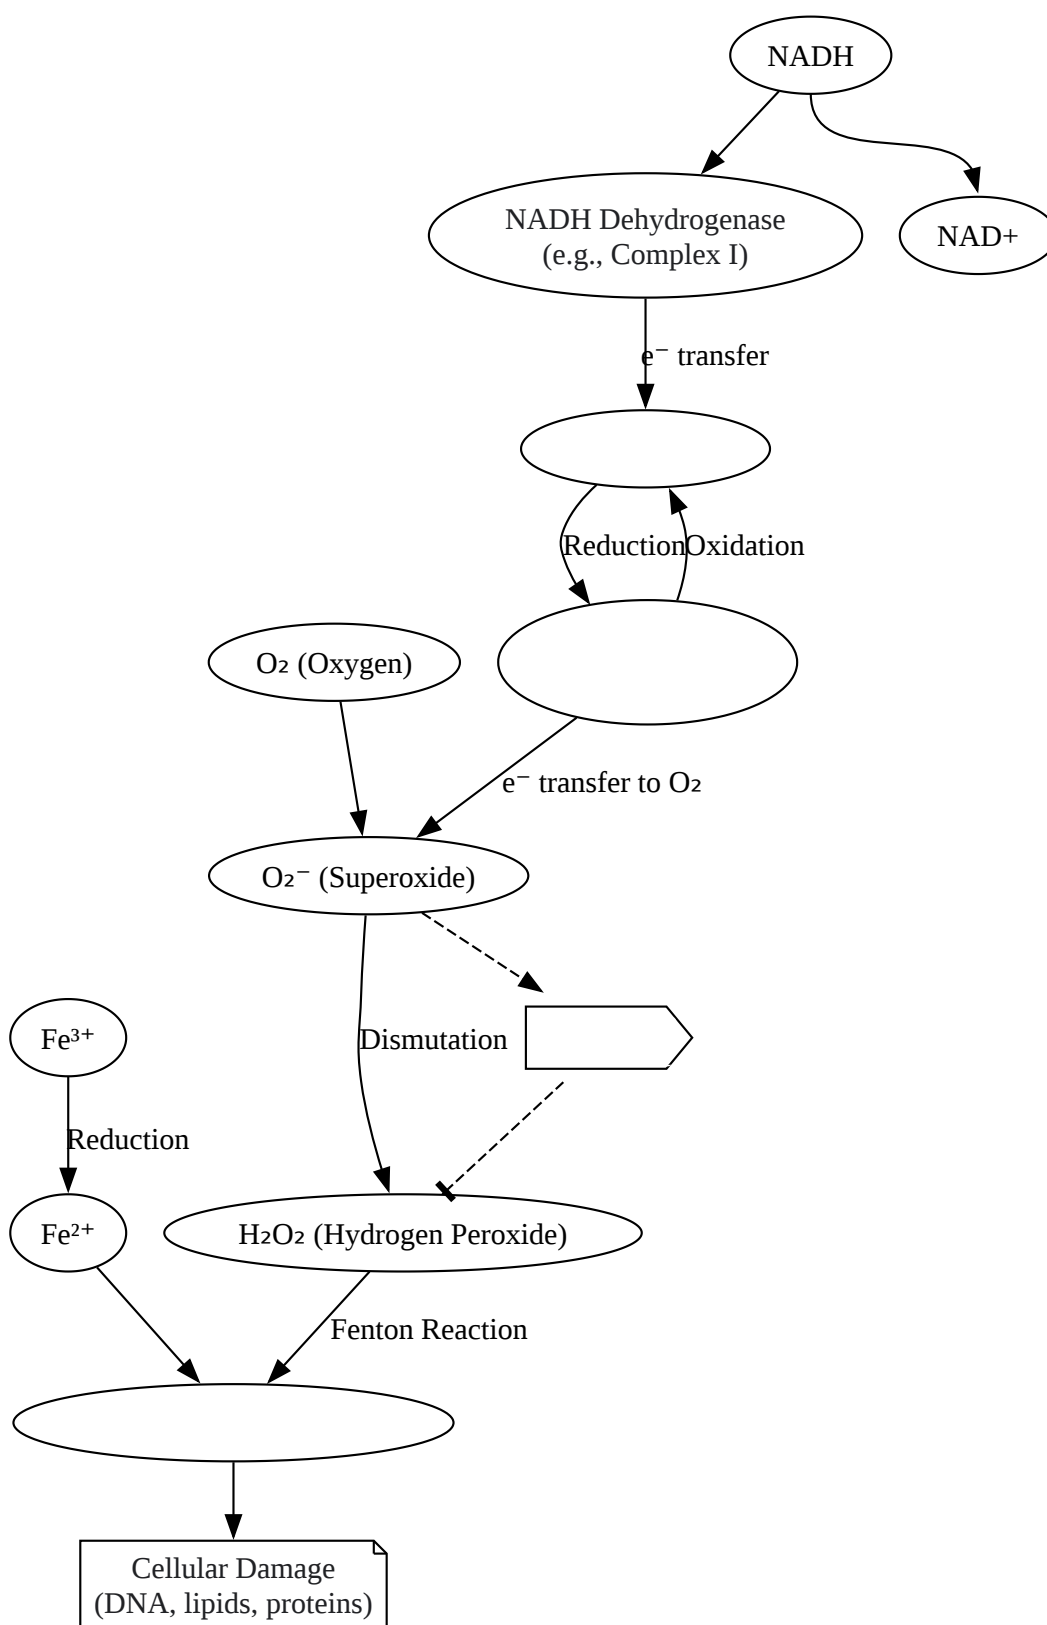 NADH
NADH Dehydrogenase
(e.g., Complex I)
NAD+
e⁻ transfer
Reduction
Oxidation
O₂ (Oxygen)
e⁻ transfer to O₂
O₂⁻ (Superoxide)
Fe³⁺
Dismutation
Reduction
Fe²⁺
H₂O₂ (Hydrogen Peroxide)
Fenton Reaction
Cellular Damage
(DNA, lipids, proteins)